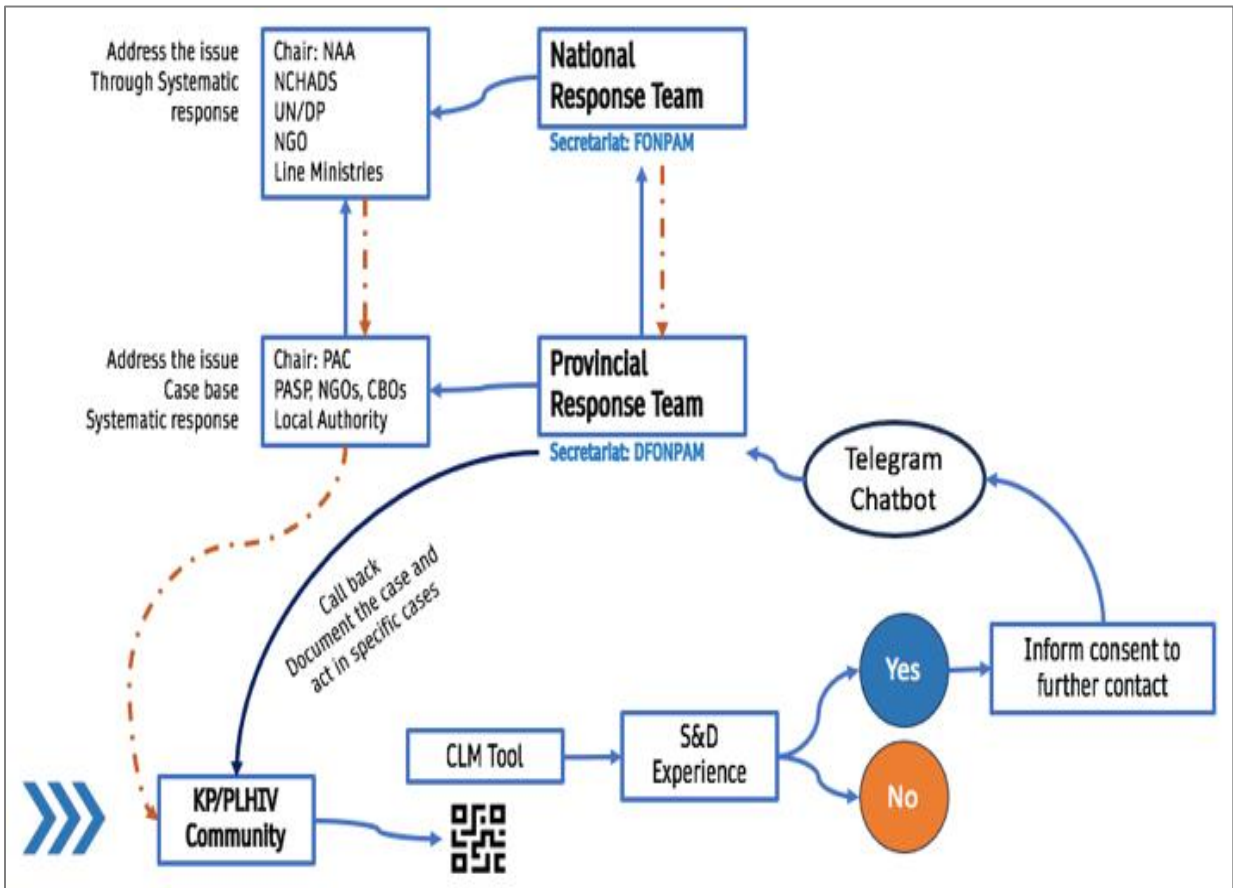 Address the issue
Through Systematic
response
Chair: NAA
NCHADS
UN/DP
NGO
Line Ministries
National
Response Team
Secretariat: FONPAM
Address the issue
Case base
Systematic response
Chair: PAC
PASP, NGOs, CBOs
Local Authority
Provincial
Response Team
Secretariat: DFONPAM
Telegram
Chatbot
Call back
Document the case and
act in specific cases
Yes
Inform consent to
further contact
CLM Tool
S&D
Experience
No
KP/PLHIV
Community